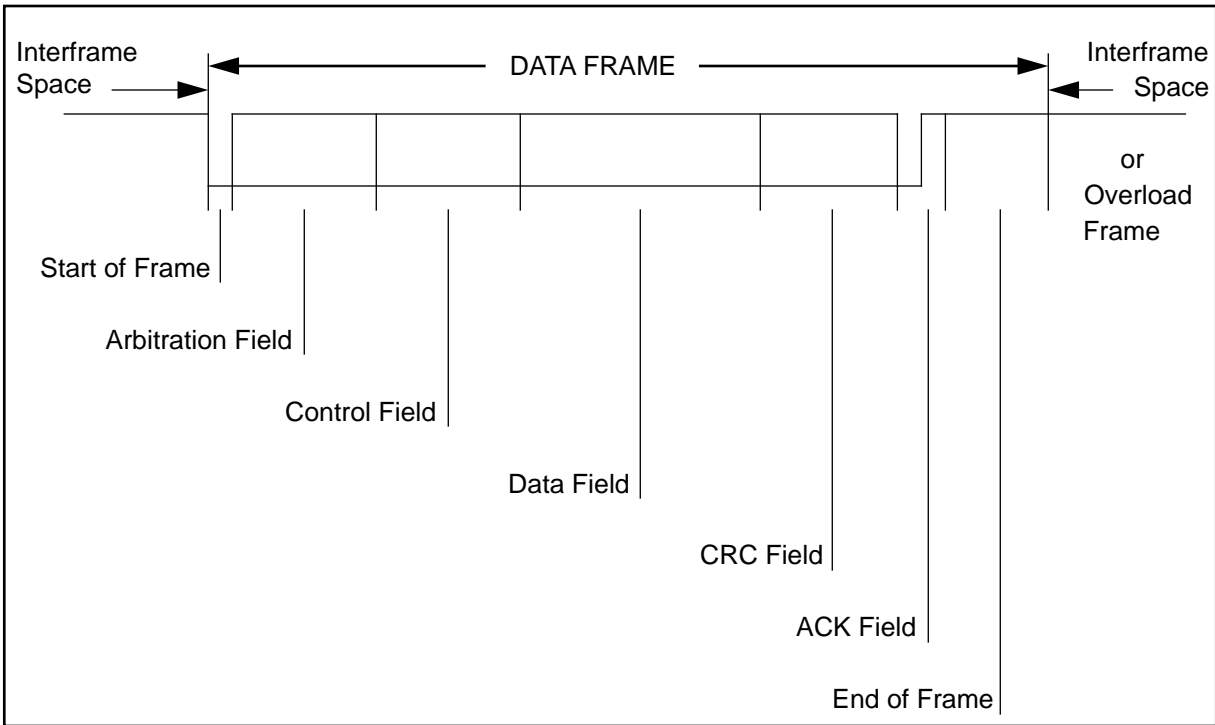 Interframe
Space
DATA FRAME
Interframe
Space
or
Overload
Frame
Start of Frame
Arbitration Field
Control Field
Data Field
CRC Field
ACK Field
End of Frame